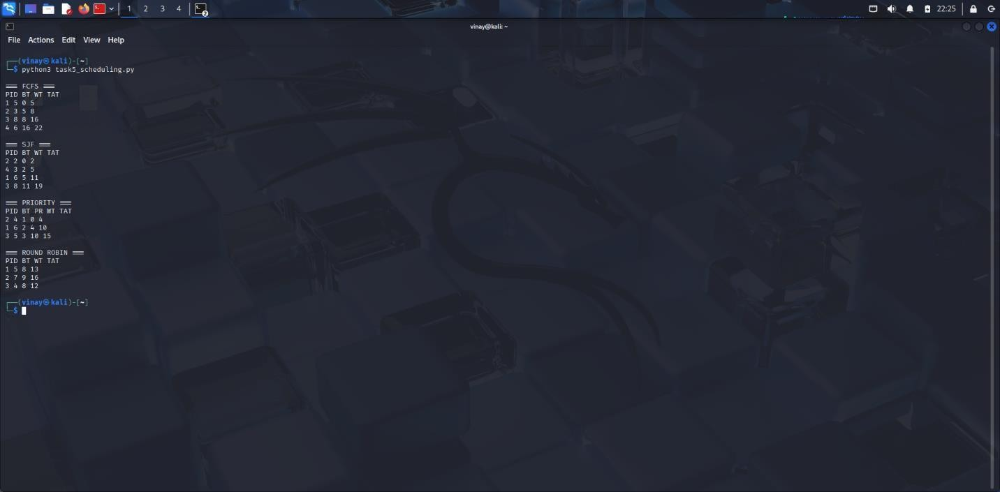 1 2 3 4 2 22:25
vinay@kali: ~
File Actions Edit View Help
┌──(vinay㉿kali)-[~]
└─$ python3 task5_scheduling.py
=== FCFS ===
PID BT WT TAT
1 5 0 5
2 3 5 8
3 8 8 16
4 6 16 22
=== SJF ===
PID BT WT TAT
2 2 0 2
4 3 2 5
1 6 5 11
3 8 11 19
=== PRIORITY ===
PID BT PR WT TAT
2 4 1 0 4
1 6 2 4 10
3 5 3 10 15
=== ROUND ROBIN ===
PID BT WT TAT
1 5 8 13
2 7 9 16
3 4 8 12
┌──(vinay㉿kali)-[~]
└─$